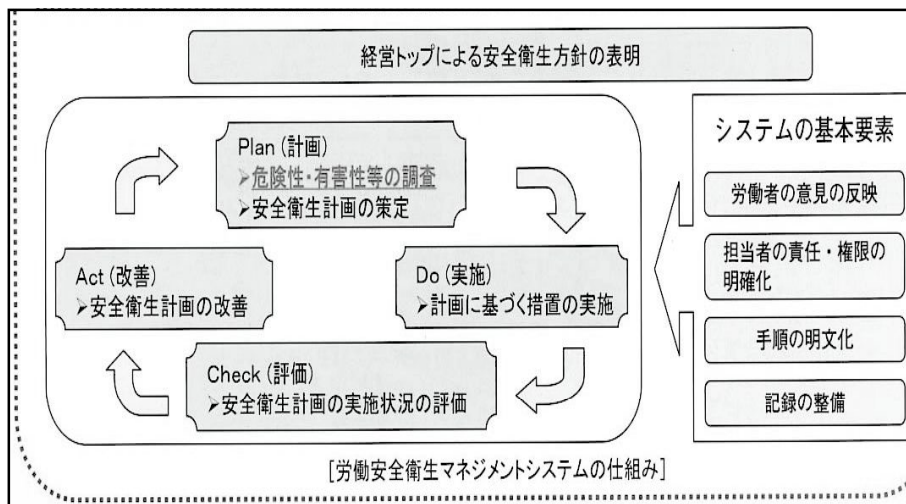 経営トップによる安全衛生方針の表明
Plan (計画)
➢危険性・有害性等の調査
➢安全衛生計画の策定
Act (改善)
➢安全衛生計画の改善
Do (実施)
➢計画に基づく措置の実施
Check (評価)
➢安全衛生計画の実施状況の評価
システムの基本要素
労働者の意見の反映
担当者の責任・権限の
明確化
手順の明文化
記録の整備
[労働安全衛生マネジメントシステムの仕組み]